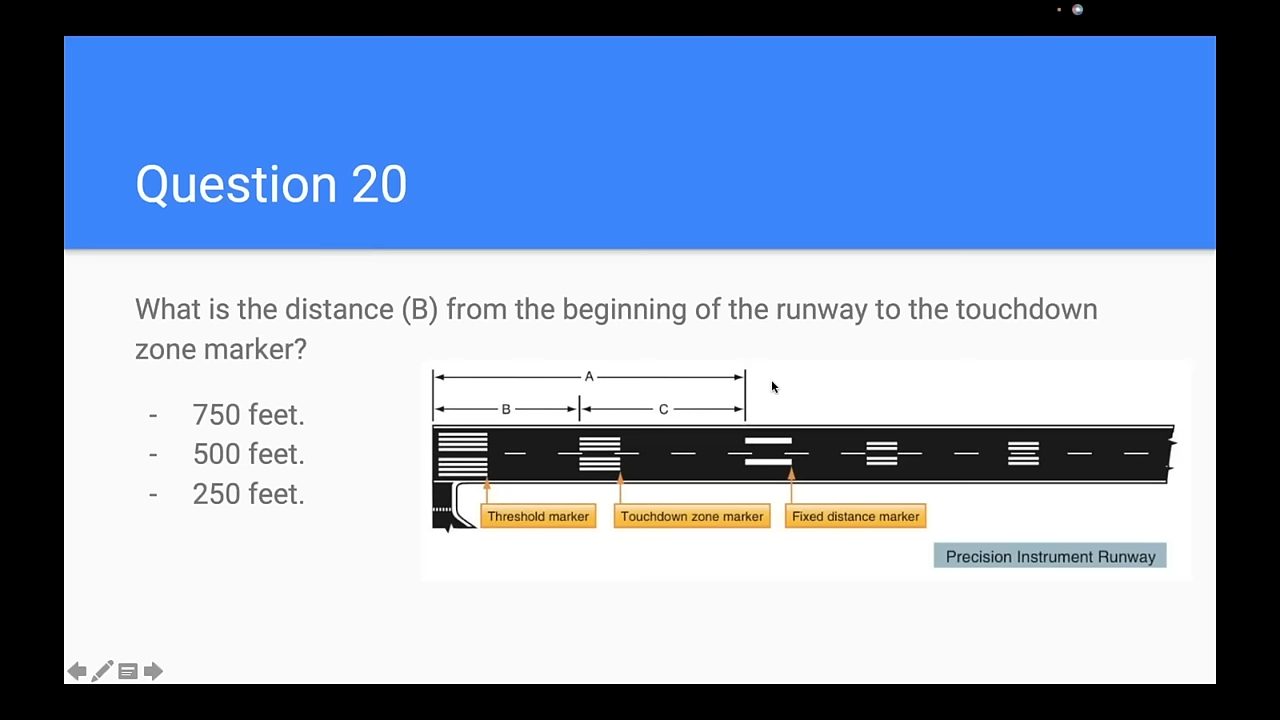 Question 20
What is the distance (B) from the beginning of the runway to the touchdown
zone marker?
- 750 feet.
- 500 feet.
- 250 feet.
A
B
C
Threshold marker
Touchdown zone marker
Fixed distance marker
Precision Instrument Runway